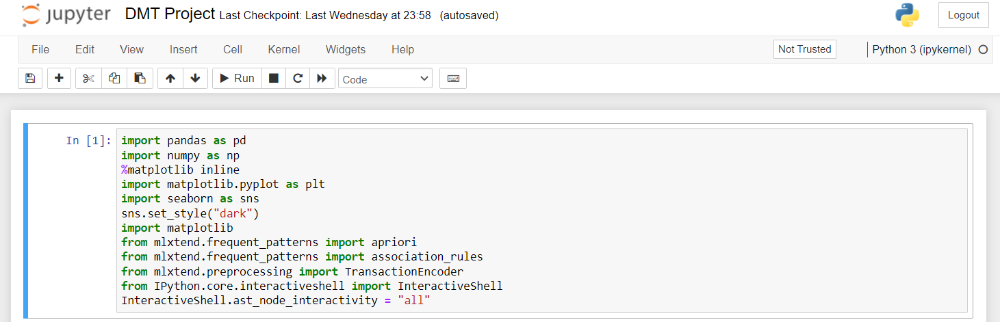 jupyter DMT Project Last Checkpoint: Last Wednesday at 23:58 (autosaved) Logout
File Edit View Insert Cell Kernel Widgets Help Not Trusted Python 3 (ipykernel)
Run Code
In [1]: import pandas as pd
import numpy as np
%matplotlib inline
import matplotlib.pyplot as plt
import seaborn as sns
sns.set_style("dark")
import matplotlib
from mlxtend.frequent_patterns import apriori
from mlxtend.frequent_patterns import association_rules
from mlxtend.preprocessing import TransactionEncoder
from IPython.core.interactiveshell import InteractiveShell
InteractiveShell.ast_node_interactivity = "all"